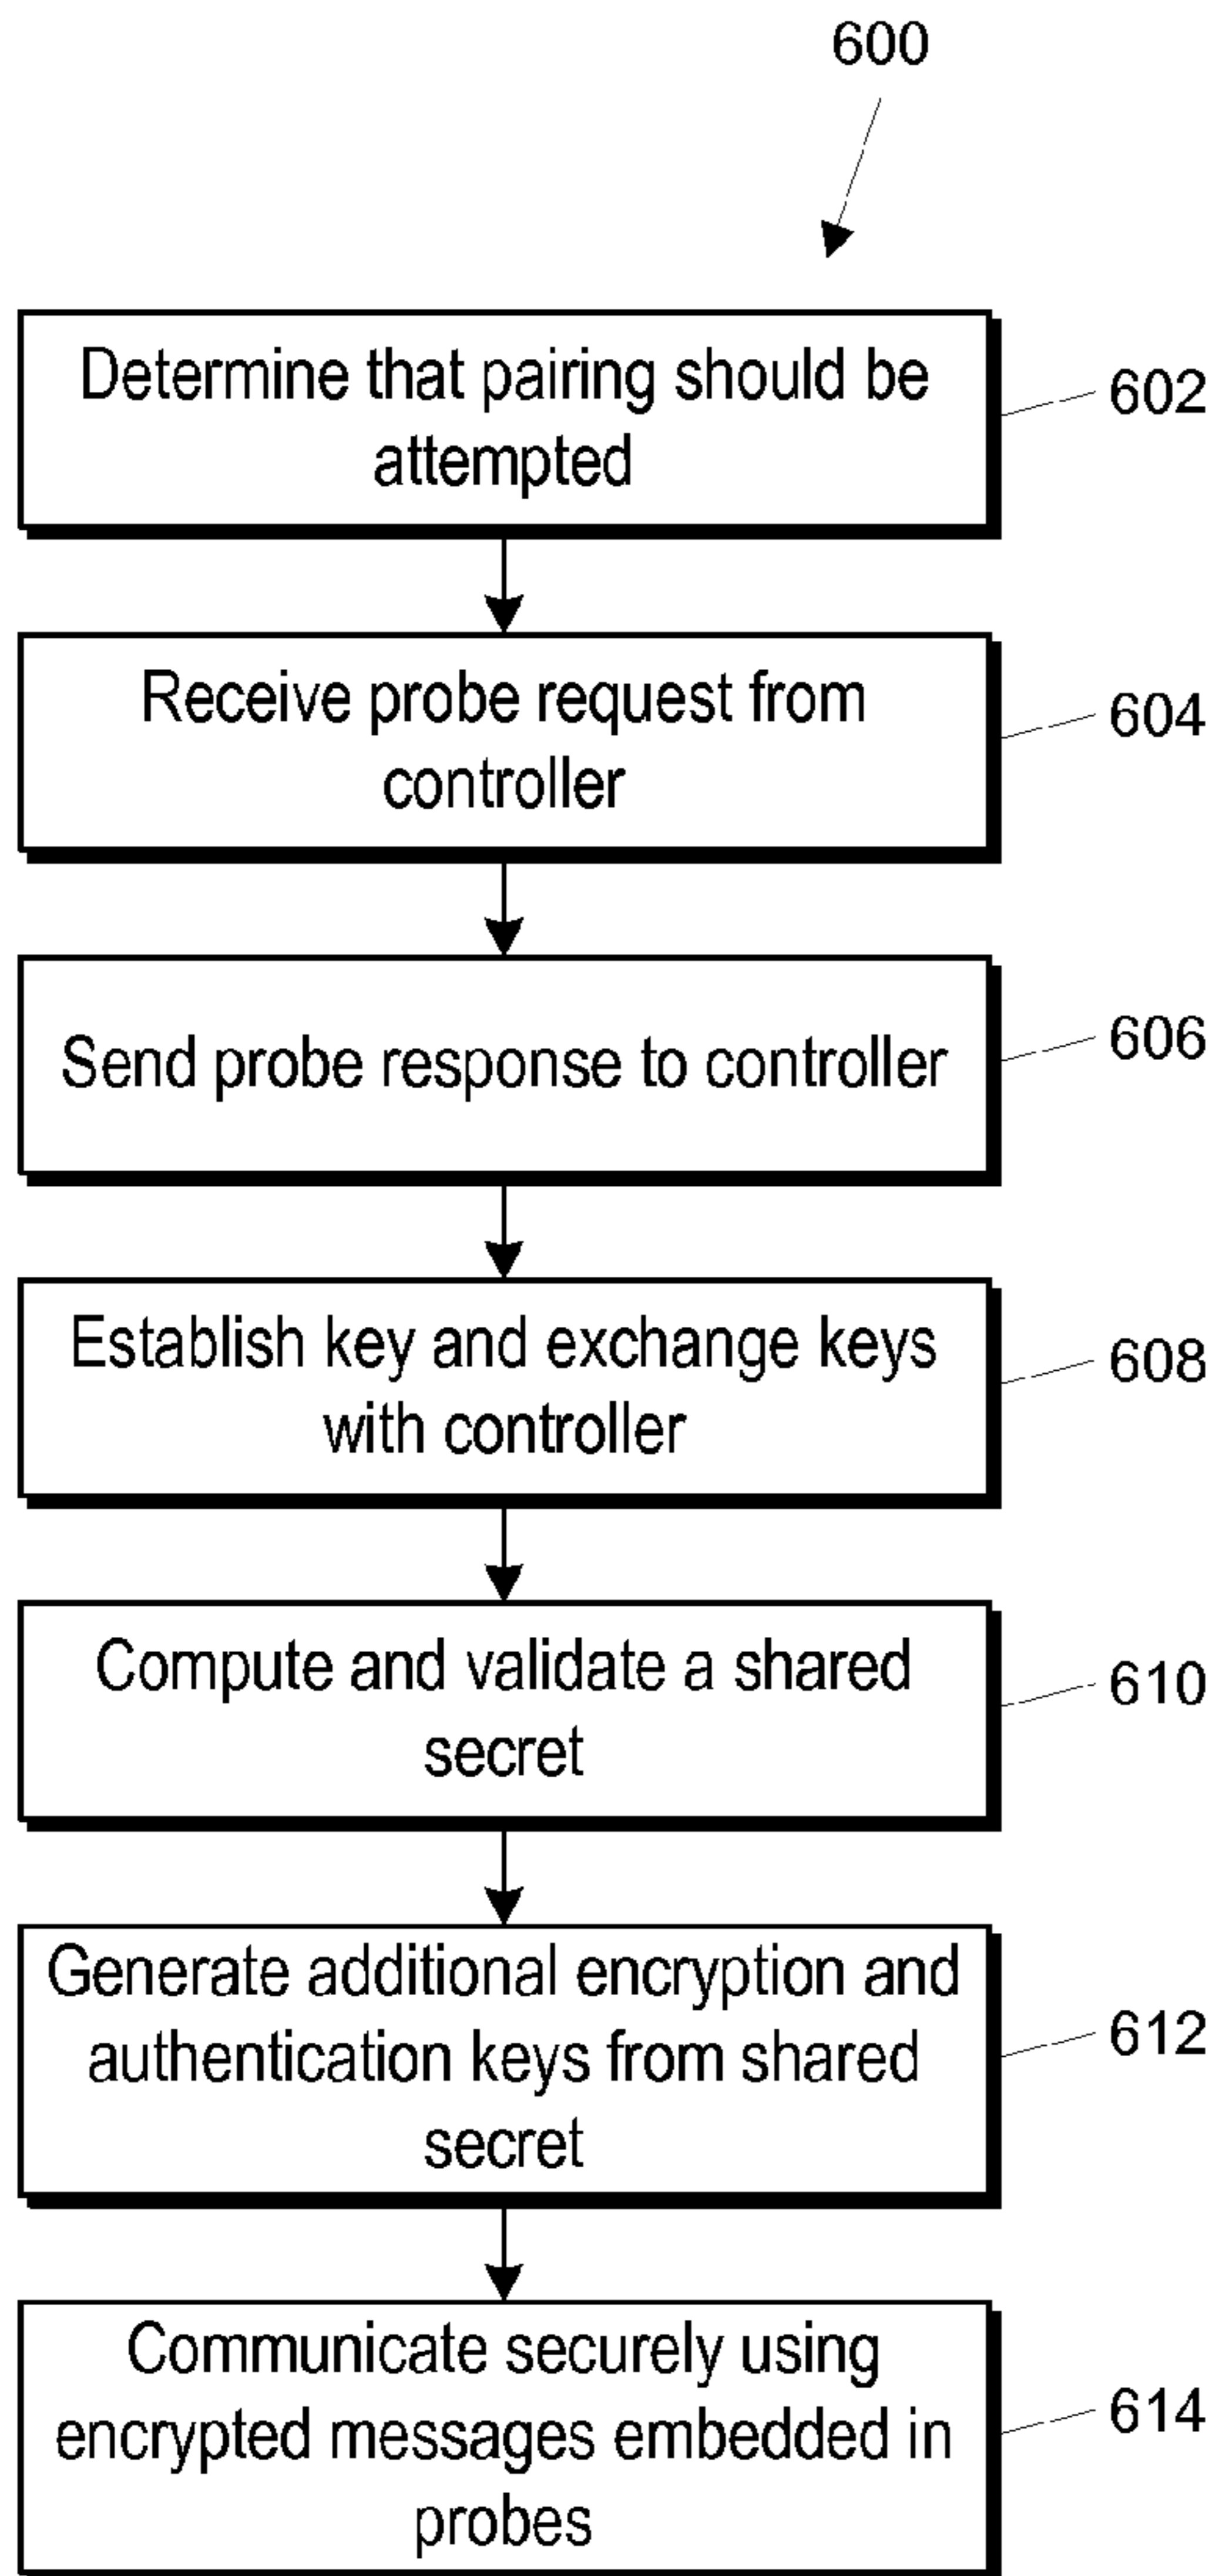 600
Determine that pairing should be
attempted
602
Receive probe request from
controller
604
Send probe response to controller
606
Establish key and exchange keys
with controller
608
Compute and validate a shared
secret
610
Generate additional encryption and
authentication keys from shared
secret
612
Communicate securely using
encrypted messages embedded in
probes
614